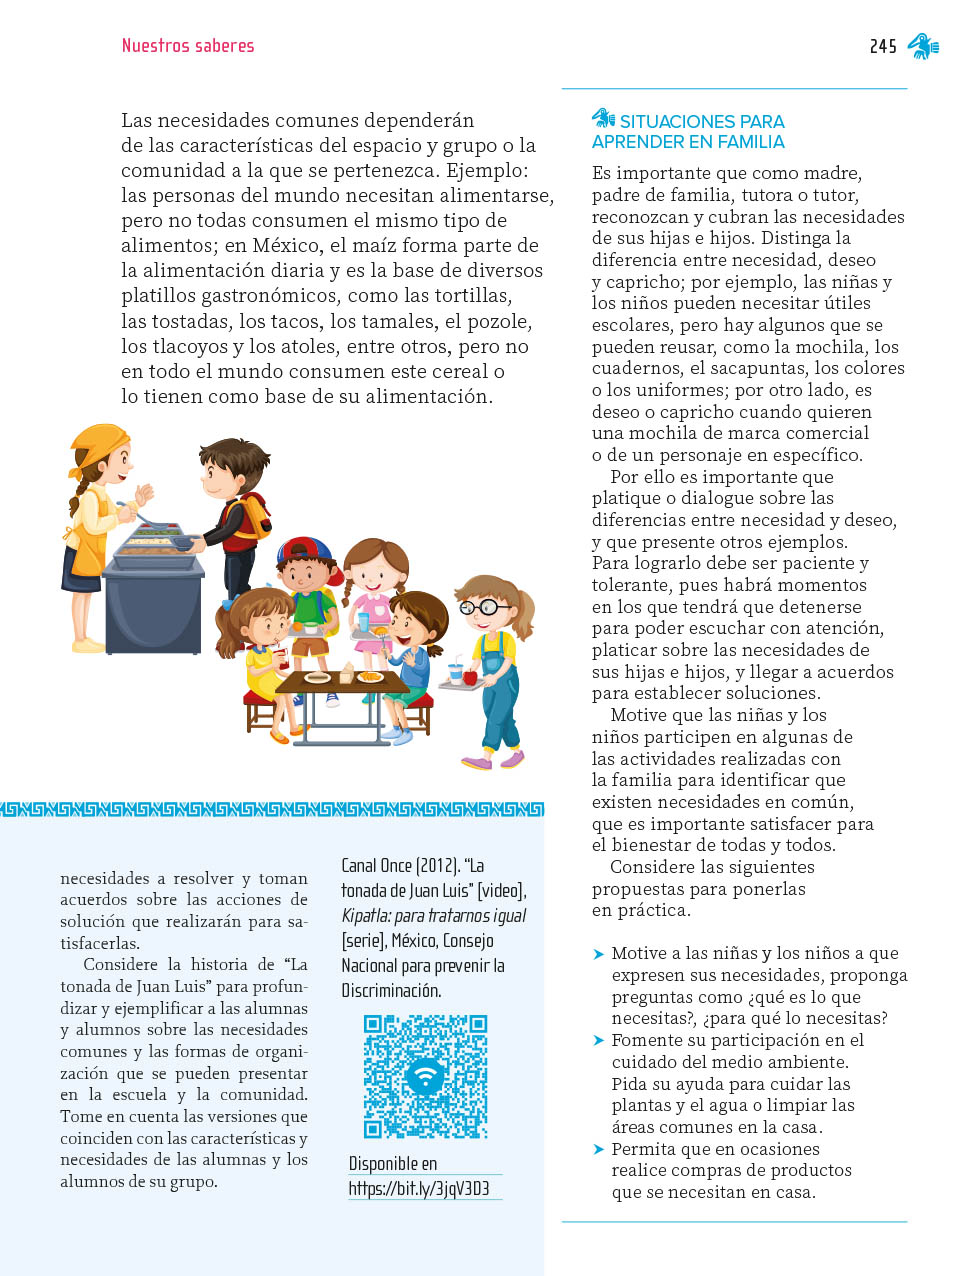 Nuestros saberes
245
Las necesidades comunes dependerán
de las características del espacio y grupo o la
comunidad a la que se pertenezca. Ejemplo:
las personas del mundo necesitan alimentarse,
pero no todas consumen el mismo tipo de
alimentos; en México, el maíz forma parte de
la alimentación diaria y es la base de diversos
platillos gastronómicos, como las tortillas,
las tostadas, los tacos, los tamales, el pozole,
los tlacoyos y los atoles, entre otros, pero no
en todo el mundo consumen este cereal o
lo tienen como base de su alimentación.
necesidades a resolver y toman
acuerdos sobre las acciones de
solución que realizarán para sa-
tisfacerlas.
Considere la historia de “La
tonada de Juan Luis” para profun-
dizar y ejemplificar a las alumnas
y alumnos sobre las necesidades
comunes y las formas de organi-
zación que se pueden presentar
en la escuela y la comunidad.
Tome en cuenta las versiones que
coinciden con las características y
necesidades de las alumnas y los
alumnos de su grupo.
Canal Once (2012). “La
tonada de Juan Luis” [video],
Kipatla: para tratarnos igual
[serie], México, Consejo
Nacional para prevenir la
Discriminación.
Disponible en
https://bit.ly/3jqV3D3
SITUACIONES PARA
APRENDER EN FAMILIA
Es importante que como madre,
padre de familia, tutora o tutor,
reconozcan y cubran las necesidades
de sus hijas e hijos. Distinga la
diferencia entre necesidad, deseo
y capricho; por ejemplo, las niñas y
los niños pueden necesitar útiles
escolares, pero hay algunos que se
pueden reusar, como la mochila, los
cuadernos, el sacapuntas, los colores
o los uniformes; por otro lado, es
deseo o capricho cuando quieren
una mochila de marca comercial
o de un personaje en específico.
Por ello es importante que
platique o dialogue sobre las
diferencias entre necesidad y deseo,
y que presente otros ejemplos.
Para lograrlo debe ser paciente y
tolerante, pues habrá momentos
en los que tendrá que detenerse
para poder escuchar con atención,
platicar sobre las necesidades de
sus hijas e hijos, y llegar a acuerdos
para establecer soluciones.
Motive que las niñas y los
niños participen en algunas de
las actividades realizadas con
la familia para identificar que
existen necesidades en común,
que es importante satisfacer para
el bienestar de todas y todos.
Considere las siguientes
propuestas para ponerlas
en práctica.
➤ Motive a las niñas y los niños a que
expresen sus necesidades, proponga
preguntas como ¿qué es lo que
necesitas?, ¿para qué lo necesitas?
➤ Fomente su participación en el
cuidado del medio ambiente.
Pida su ayuda para cuidar las
plantas y el agua o limpiar las
áreas comunes en la casa.
➤ Permita que en ocasiones
realice compras de productos
que se necesitan en casa.